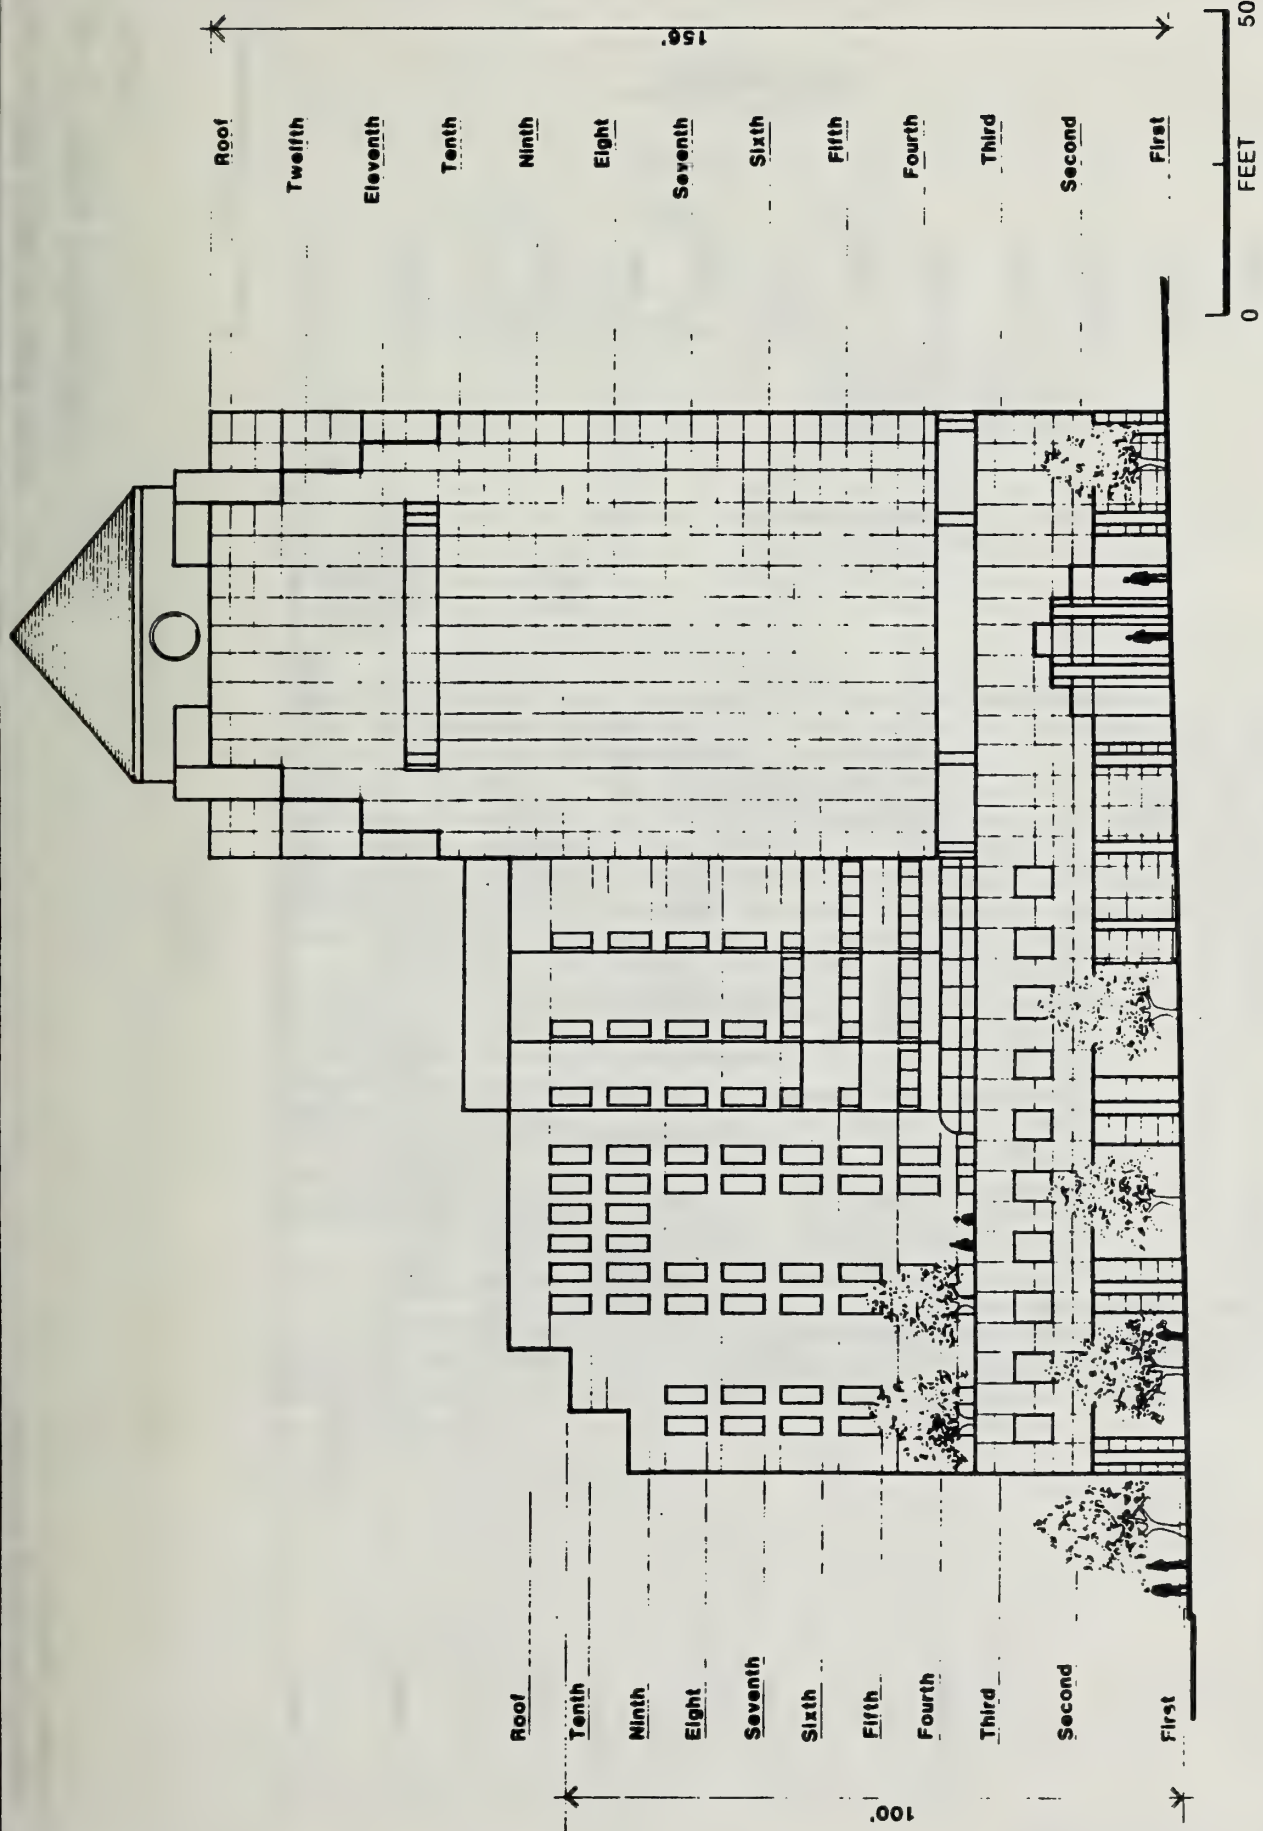 156'
Roof
Twelfth
Eleventh
Tenth
Ninth
Eight
Seventh
Sixth
Fifth
Fourth
Third
Second
First
0
50
FEET
Roof
Tenth
Ninth
Eight
Seventh
Sixth
Fifth
Fourth
Third
Second
First
100'